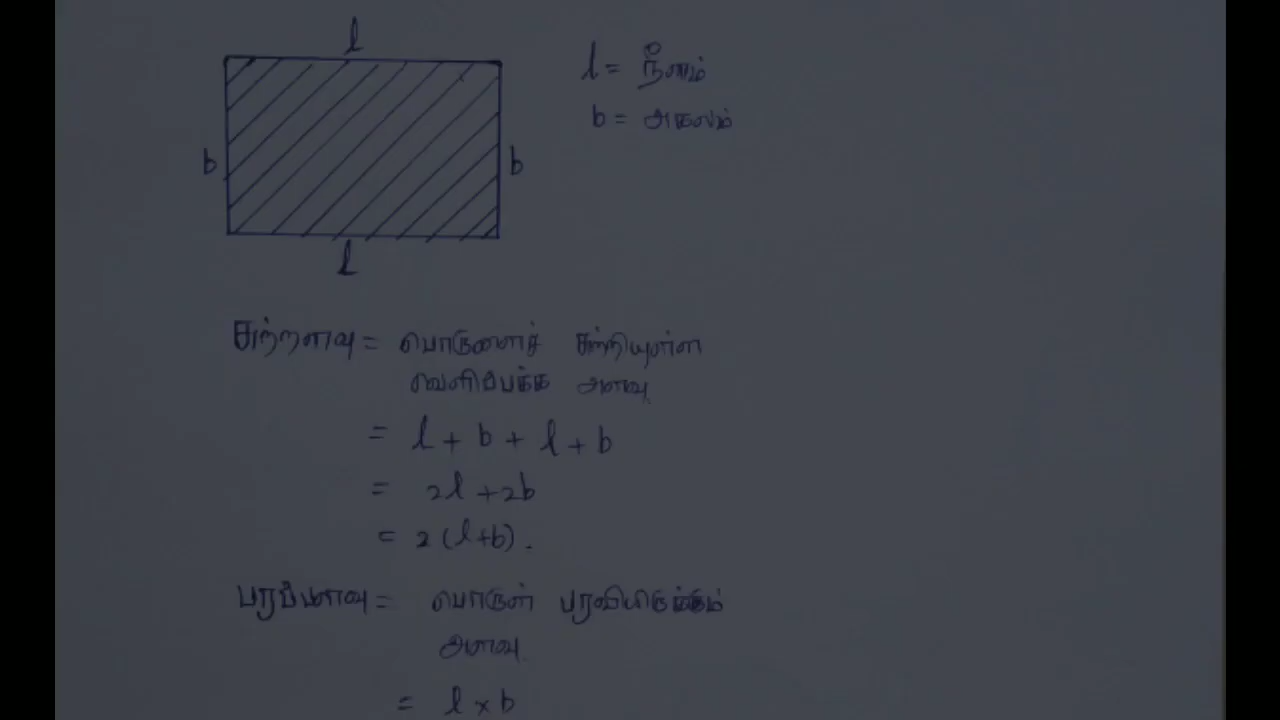 l
l = நீளம்
b = அகலம்
b
b
l
சுற்றளவு = பொருளைச் சுற்றியுள்ள
வெளிப்பக்க அளவு
= l + b + l + b
= 2l + 2b
= 2 (l+b).
பரப்பளவு = பொருள் பரவியிருக்கும்
அளவு
= l × b